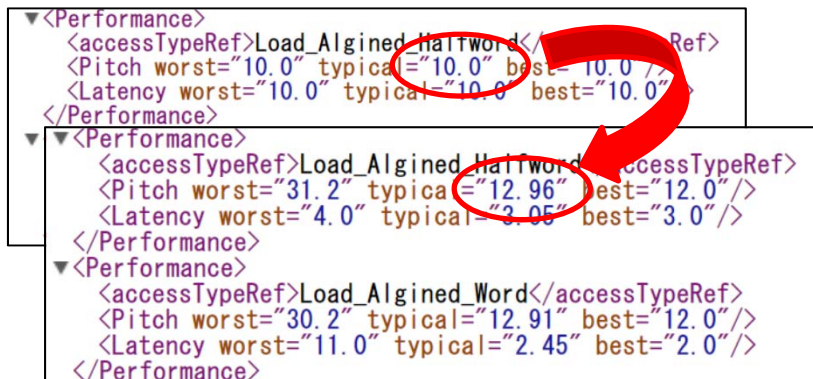 ▼<Performance>
<accessTypeRef>Load_Algined_Halfword</ Ref>
<Pitch worst="10.0" typical="10.0" best="10.0"/>
<Latency worst="10.0" typical="10.0" best="10.0"
</Performance>
▼▼<Performance>
<accessTypeRef>Load_Algined_Halfword accessTypeRef>
<Pitch worst="31.2" typical="12.96" best="12.0"/>
<Latency worst="4.0" typical="3.05" best="3.0"/>
</Performance>
▼<Performance>
<accessTypeRef>Load_Algined_Word</accessTypeRef>
<Pitch worst="30.2" typical="12.91" best="12.0"/>
<Latency worst="11.0" typical="2.45" best="2.0"/>
</Performance>